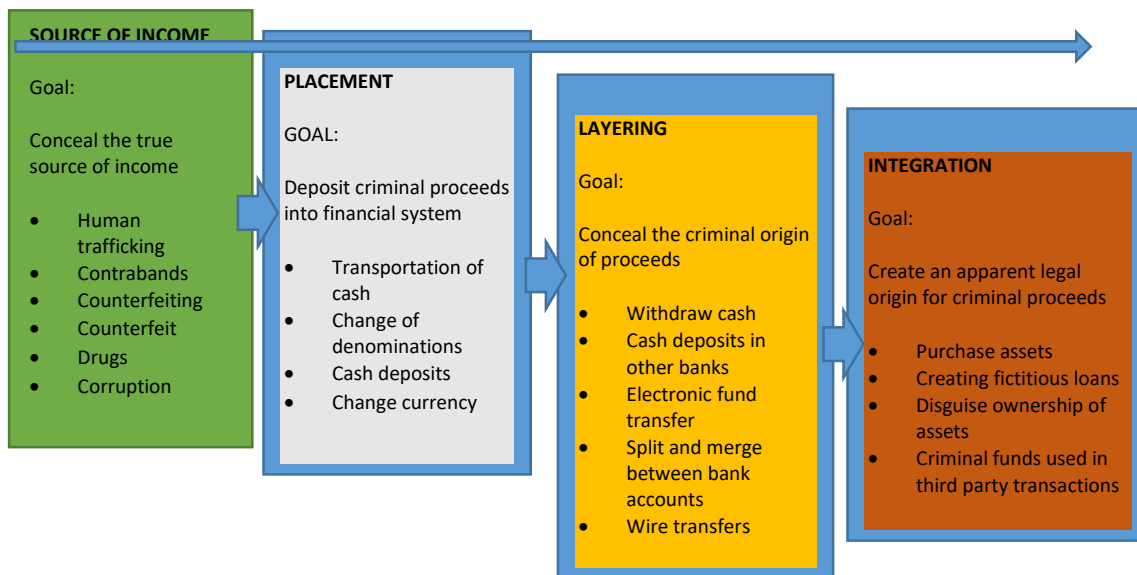 SOURCE OF INCOME
Goal:
Conceal the true
source of income
• Human
trafficking
• Contrabands
• Counterfeiting
• Counterfeit
• Drugs
• Corruption
PLACEMENT
GOAL:
Deposit criminal proceeds
into financial system
• Transportation of
cash
• Change of
denominations
• Cash deposits
• Change currency
LAYERING
Goal:
Conceal the criminal origin
of proceeds
• Withdraw cash
• Cash deposits in
other banks
• Electronic fund
transfer
• Split and merge
between bank
accounts
• Wire transfers
INTEGRATION
Goal:
Create an apparent legal
origin for criminal proceeds
• Purchase assets
• Creating fictitious loans
• Disguise ownership of
assets
• Criminal funds used in
third party transactions